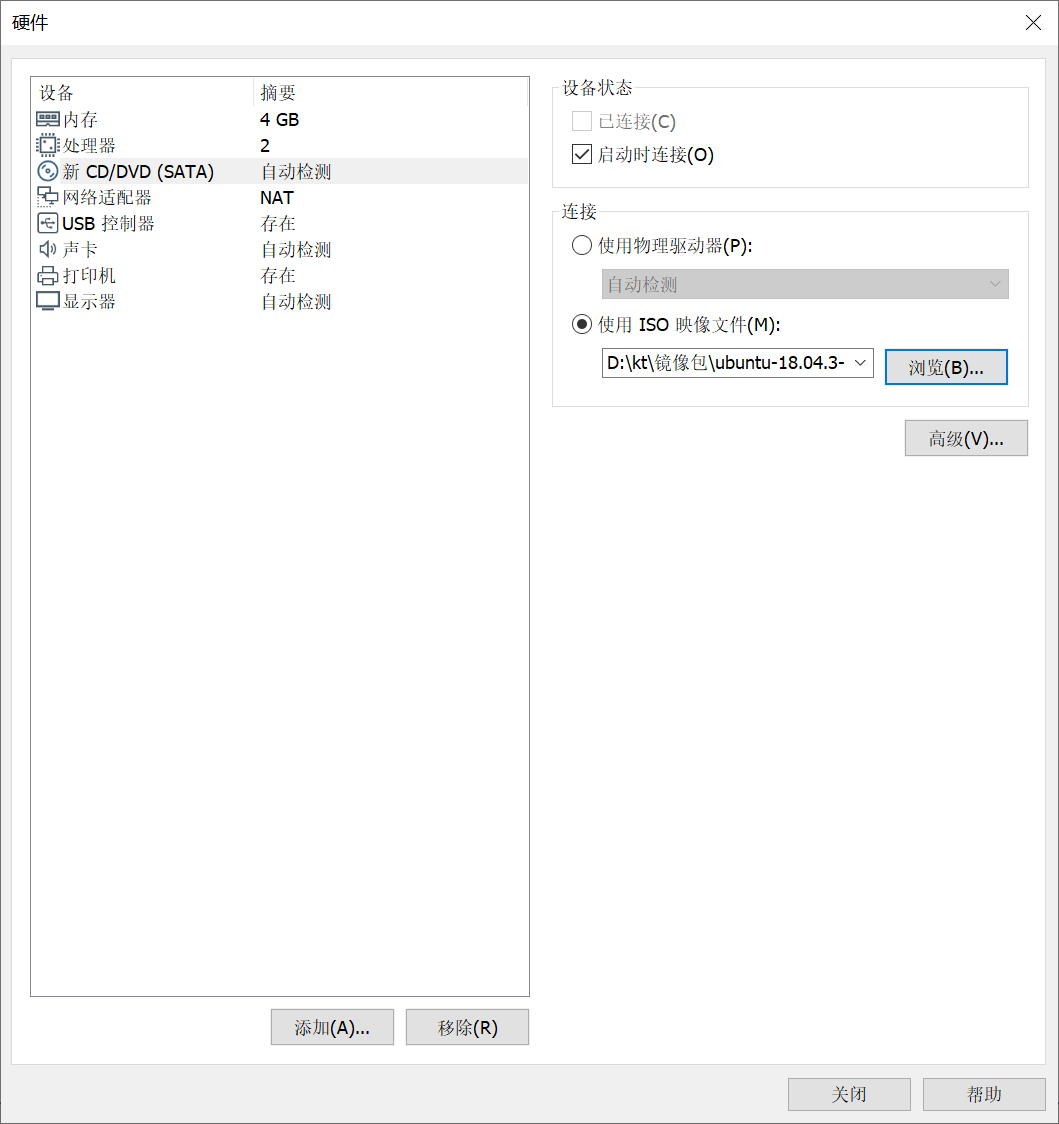 硬件
设备 摘要
内存 4 GB
处理器 2
新 CD/DVD (SATA) 自动检测
网络适配器 NAT
USB 控制器 存在
声卡 自动检测
打印机 存在
显示器 自动检测
添加(A)... 移除(R)
设备状态
已连接(C)
启动时连接(O)
连接
使用物理驱动器(P):
自动检测
使用 ISO 映像文件(M):
D:\kt\镜像包\ubuntu-18.04.3- 浏览(B)...
高级(V)...
关闭 帮助